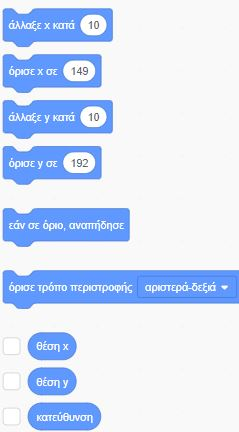 άλλαξε x κατά 10
όρισε x σε 149
άλλαξε y κατά 10
όρισε y σε 192
εάν σε όριο, αναπήδησε
όρισε τρόπο περιστροφής αριστερά-δεξιά
θέση x
θέση y
κατεύθυνση